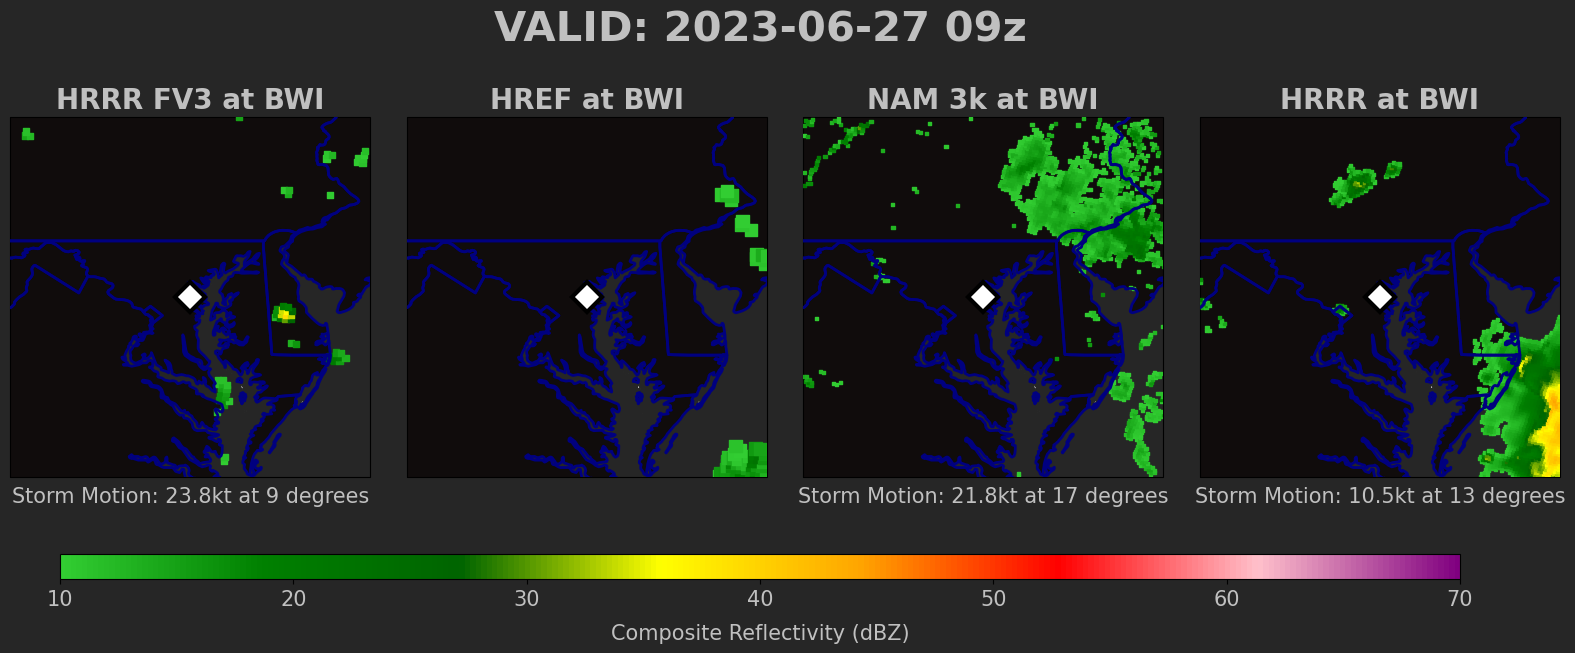 VALID: 2023-06-27 09z
HRRR FV3 at BWI
HREF at BWI
NAM 3k at BWI
HRRR at BWI
Storm Motion: 23.8kt at 9 degrees
Storm Motion: 21.8kt at 17 degrees
Storm Motion: 10.5kt at 13 degrees
10 20 30 40 50 60 70
Composite Reflectivity (dBZ)